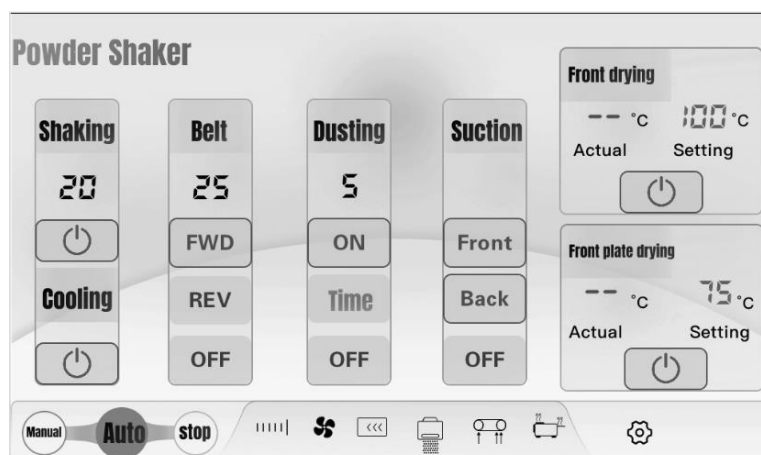 Powder Shaker
Shaking
20
Cooling
Belt
25
FWD
REV
OFF
Dusting
5
ON
Time
OFF
Suction
Front
Back
OFF
Front drying
-- °C 100 °C
Actual Setting
Front plate drying
-- °C 75 °C
Actual Setting
Manual Auto stop